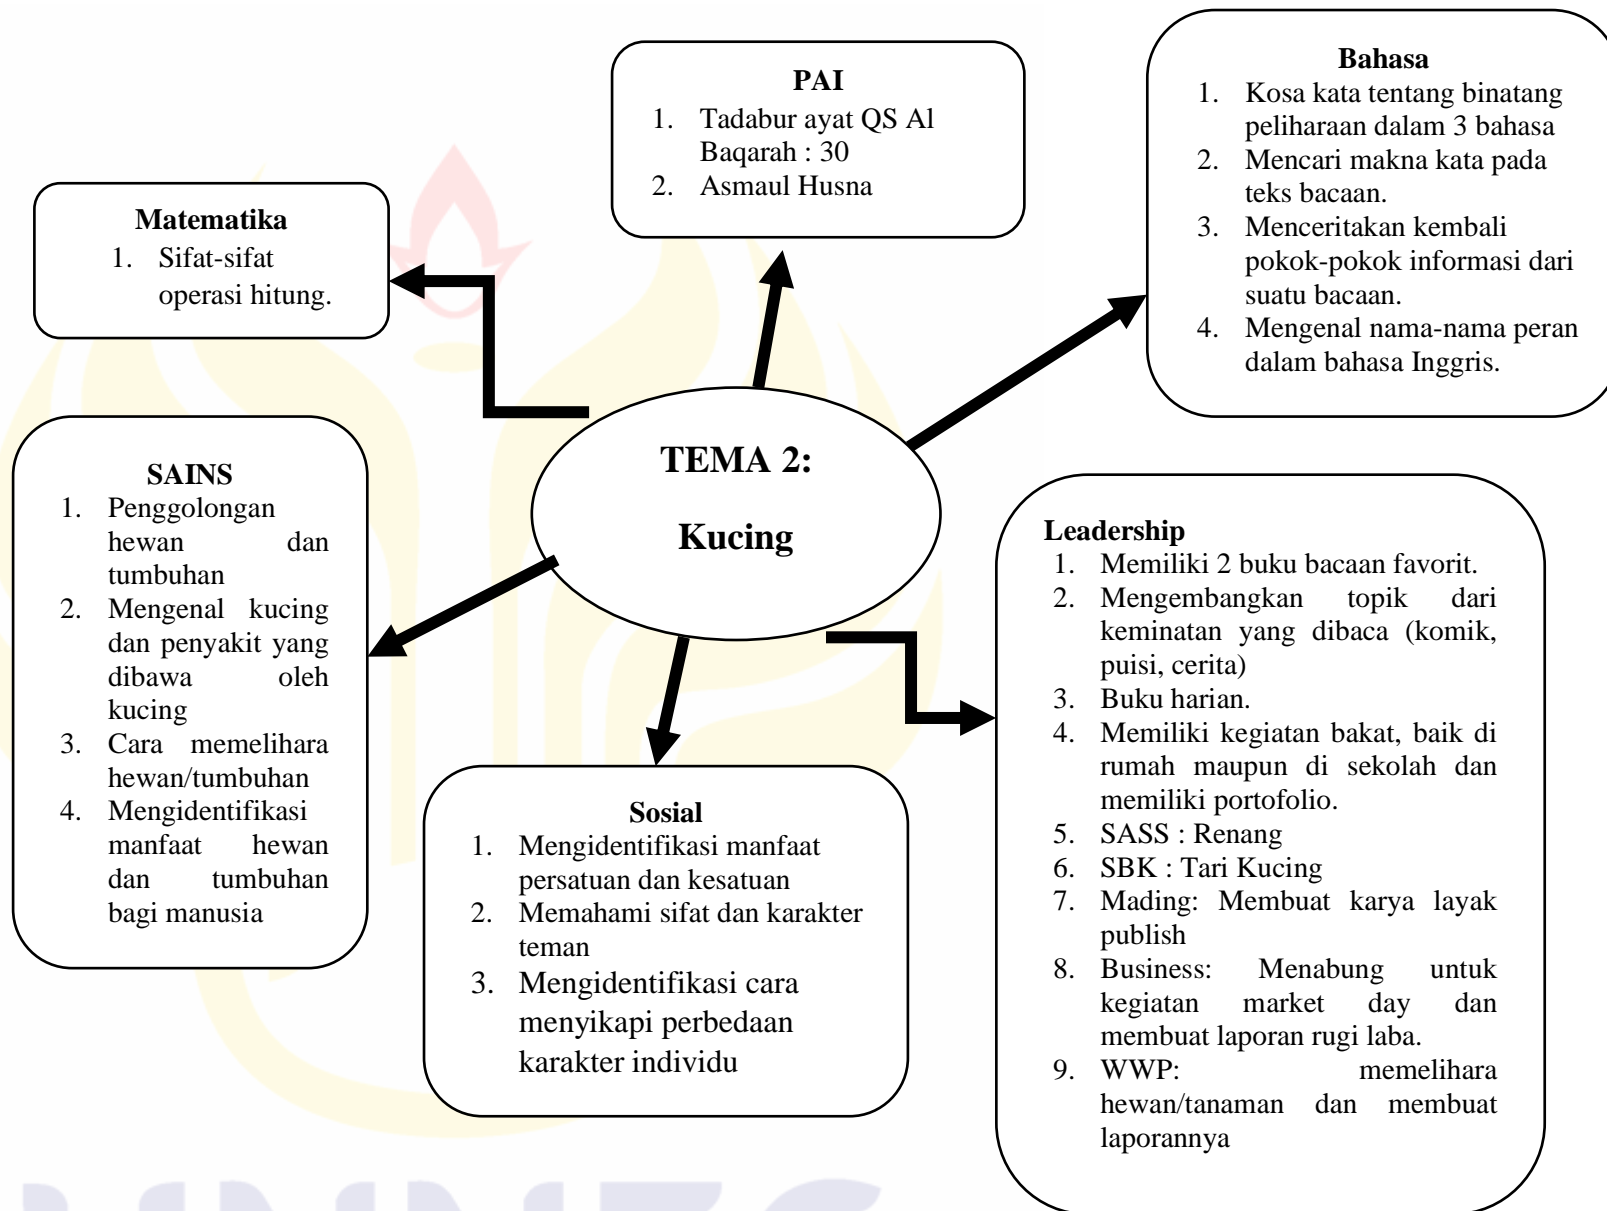 PAI
1. Tadabur ayat QS Al
Baqarah : 30
2. Asmaul Husna
Bahasa
1. Kosa kata tentang binatang
peliharaan dalam 3 bahasa
2. Mencari makna kata pada
teks bacaan.
3. Menceritakan kembali
pokok-pokok informasi dari
suatu bacaan.
4. Mengenal nama-nama peran
dalam bahasa Inggris.
Matematika
1. Sifat-sifat
operasi hitung.
TEMA 2:
Kucing
SAINS
1. Penggolongan
hewan dan
tumbuhan
2. Mengenal kucing
dan penyakit yang
dibawa oleh
kucing
3. Cara memelihara
hewan/tumbuhan
4. Mengidentifikasi
manfaat hewan
dan tumbuhan
bagi manusia
Sosial
1. Mengidentifikasi manfaat
persatuan dan kesatuan
2. Memahami sifat dan karakter
teman
3. Mengidentifikasi cara
menyikapi perbedaan
karakter individu
Leadership
1. Memiliki 2 buku bacaan favorit.
2. Mengembangkan topik dari
keminatan yang dibaca (komik,
puisi, cerita)
3. Buku harian.
4. Memiliki kegiatan bakat, baik di
rumah maupun di sekolah dan
memiliki portofolio.
5. SASS : Renang
6. SBK : Tari Kucing
7. Mading: Membuat karya layak
publish
8. Business: Menabung untuk
kegiatan market day dan
membuat laporan rugi laba.
9. WWP: memelihara
hewan/tanaman dan membuat
laporannya